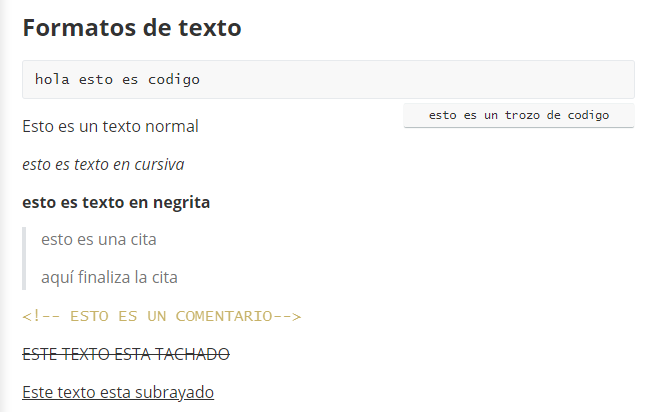 Formatos de texto
hola esto es codigo
esto es un trozo de codigo
Esto es un texto normal
esto es texto en cursiva
esto es texto en negrita
esto es una cita
aquí finaliza la cita
<!-- ESTO ES UN COMENTARIO-->
ESTE TEXTO ESTA TACHADO
Este texto esta subrayado